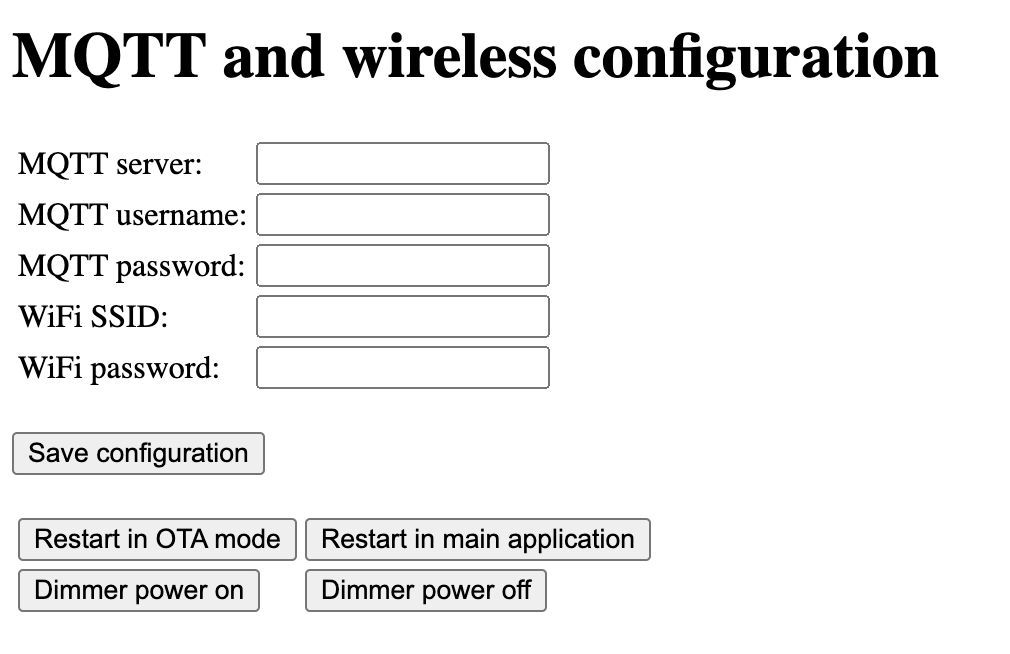 MQTT and wireless configuration
MQTT server:
MQTT username:
MQTT password:
WiFi SSID:
WiFi password:
Save configuration
Restart in OTA mode Restart in main application
Dimmer power on Dimmer power off